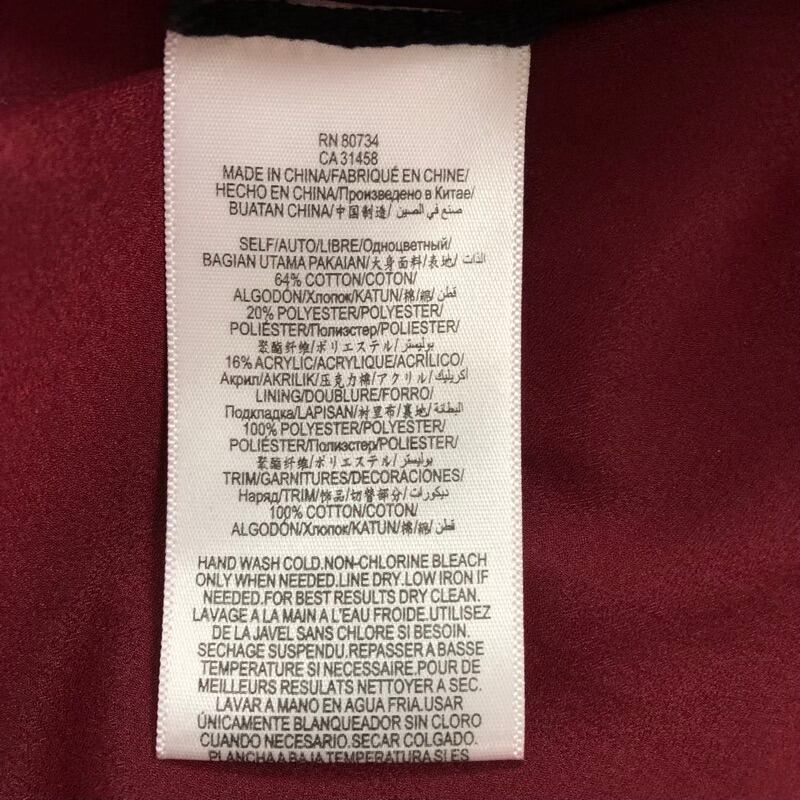 RN 80734
CA 31458
MADE IN CHINA/FABRIQUÉ EN CHINE/
HECHO EN CHINA/Произведено в Китае/
BUATAN CHINA/中国制造/ صنع في الصين/
SELF/AUTO/LIBRE/Одноцветный/
BAGIAN UTAMA PAKAIAN/大身面料/表地/ الذات/
64% COTTON/COTON/
ALGODÓN/Хлопок/KATUN/棉/綿/ قطن/
20% POLYESTER/POLYESTER/
POLIÉSTER/Полиэстер/POLIESTER/
聚酯纤维/ポリエステル/ بوليستر/
16% ACRYLIC/ACRYLIQUE/ACRÍLICO/
Акрил/AKRILIK/压克力棉/アクリル/ أكريليك/
LINING/DOUBLURE/FORRO/
Подкладка/LAPISAN/衬里布/裏地/ البطانة/
100% POLYESTER/POLYESTER/
POLIÉSTER/Полиэстер/POLIESTER/
聚酯纤维/ポリエステル/ بوليستر/
TRIM/GARNITURES/DECORACIONES/
Наряд/TRIM/饰品/切替部分/ ديكورات/
100% COTTON/COTON/
ALGODÓN/Хлопок/KATUN/棉/綿/ قطن/
HAND WASH COLD.NON-CHLORINE BLEACH
ONLY WHEN NEEDED.LINE DRY.LOW IRON IF
NEEDED.FOR BEST RESULTS DRY CLEAN.
LAVAGE A LA MAIN A L'EAU FROIDE.UTILISEZ
DE LA JAVEL SANS CHLORE SI BESOIN.
SECHAGE SUSPENDU.REPASSER A BASSE
TEMPERATURE SI NECESSAIRE.POUR DE
MEILLEURS RESULTATS NETTOYER A SEC.
LAVAR A MANO EN AGUA FRIA.USAR
ÚNICAMENTE BLANQUEADOR SIN CLORO
CUANDO NECESARIO.SECAR COLGADO.
PLANCHA A BAJA TEMPERATURA SI ES